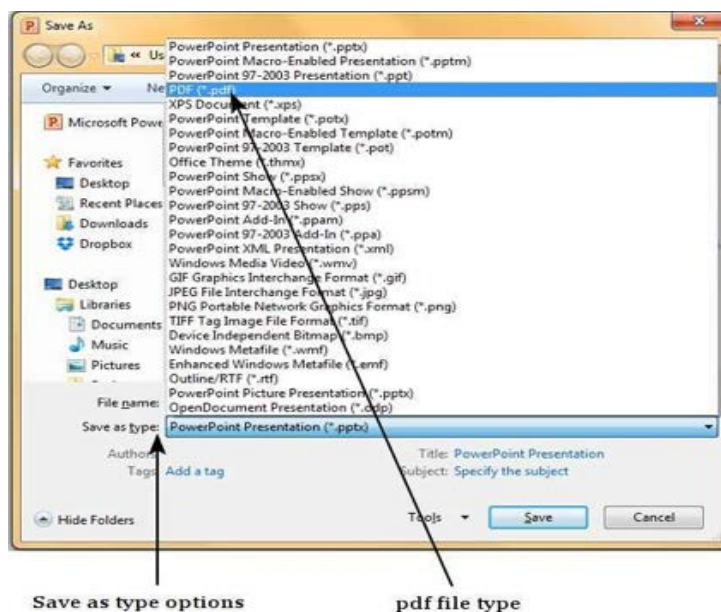 Save As
« Us
Organize Ne
Microsoft Powe
Favorites
Desktop
Recent Places
Downloads
Dropbox
Desktop
Libraries
Documents
Music
Pictures
PowerPoint Presentation (*.pptx)
PowerPoint Macro-Enabled Presentation (*.pptm)
PowerPoint 97-2003 Presentation (*.ppt)
PDF (*.pdf)
XPS Document (*.xps)
PowerPoint Template (*.potx)
PowerPoint Macro-Enabled Template (*.potm)
PowerPoint 97-2003 Template (*.pot)
Office Theme (*.thmx)
PowerPoint Show (*.ppsx)
PowerPoint Macro-Enabled Show (*.ppsm)
PowerPoint 97-2003 Show (*.pps)
PowerPoint Add-In (*.ppam)
PowerPoint 97-2003 Add-In (*.ppa)
PowerPoint XML Presentation (*.xml)
Windows Media Video (*.wmv)
GIF Graphics Interchange Format (*.gif)
JPEG File Interchange Format (*.jpg)
PNG Portable Network Graphics Format (*.png)
TIFF Tag Image File Format (*.tif)
Device Independent Bitmap (*.bmp)
Windows Metafile (*.wmf)
Enhanced Windows Metafile (*.emf)
Outline/RTF (*.rtf)
PowerPoint Picture Presentation (*.pptx)
OpenDocument Presentation (*.odp)
File name:
Save as type: PowerPoint Presentation (*.pptx)
Authors: Title: PowerPoint Presentation
Tags: Add a tag Subject: Specify the subject
Hide Folders Tools Save Cancel
Save as type options pdf file type